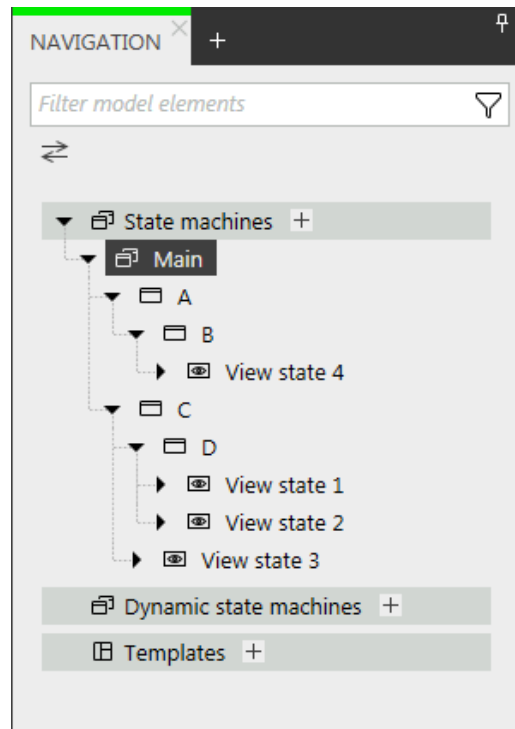 NAVIGATION
Filter model elements
State machines
Main
A
B
View state 4
C
D
View state 1
View state 2
View state 3
Dynamic state machines
Templates